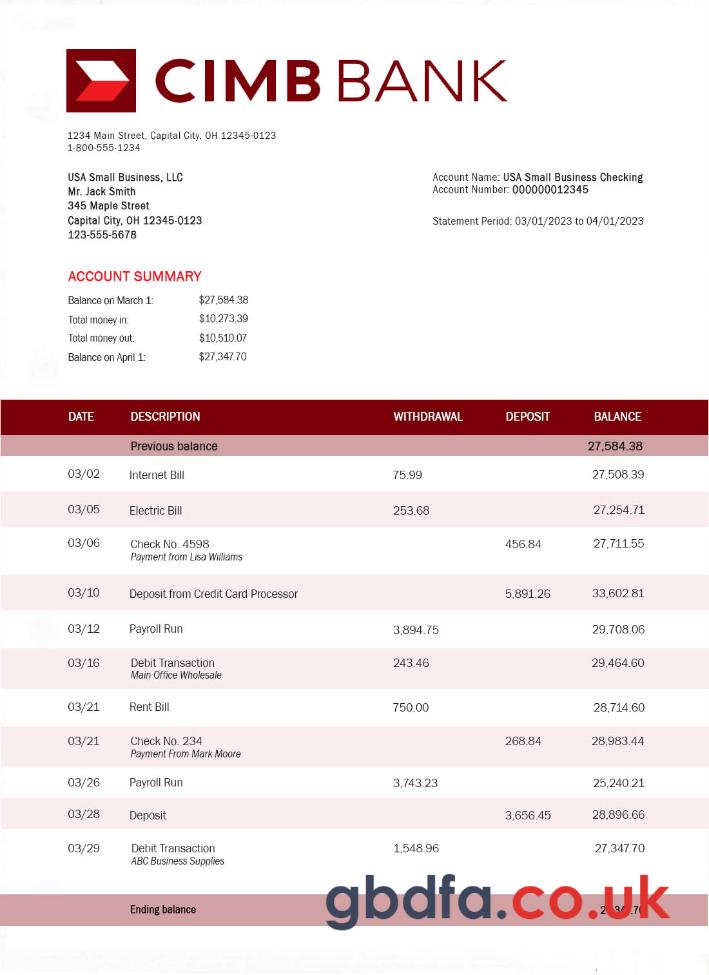 CIMB BANK
1234 Main Street, Capital City, OH 12345-0123
1-800-555-1234
USA Small Business, LLC
Mr. Jack Smith
345 Maple Street
Capital City, OH 12345-0123
123-555-5678
Account Name: USA Small Business Checking
Account Number: 000000012345
Statement Period: 03/01/2023 to 04/01/2023
ACCOUNT SUMMARY
Balance on March 1: $27,584.38
Total money in: $10,273.39
Total money out: $10,510.07
Balance on April 1: $27,347.70
DATE DESCRIPTION WITHDRAWAL DEPOSIT BALANCE
Previous balance 27,584.38
03/02 Internet Bill 75.99 27,508.39
03/05 Electric Bill 253.68 27,254.71
03/06 Check No. 4598 456.84 27,711.55
Payment from Lisa Williams
03/10 Deposit from Credit Card Processor 5,891.26 33,602.81
03/12 Payroll Run 3,894.75 29,708.06
03/16 Debit Transaction 243.46 29,464.60
Main Office Wholesale
03/21 Rent Bill 750.00 28,714.60
03/21 Check No. 234 268.84 28,983.44
Payment From Mark Moore
03/26 Payroll Run 3,743.23 25,240.21
03/28 Deposit 3,656.45 28,896.66
03/29 Debit Transaction 1,548.96 27,347.70
ABC Business Supplies
Ending balance
gbdfa.co.uk